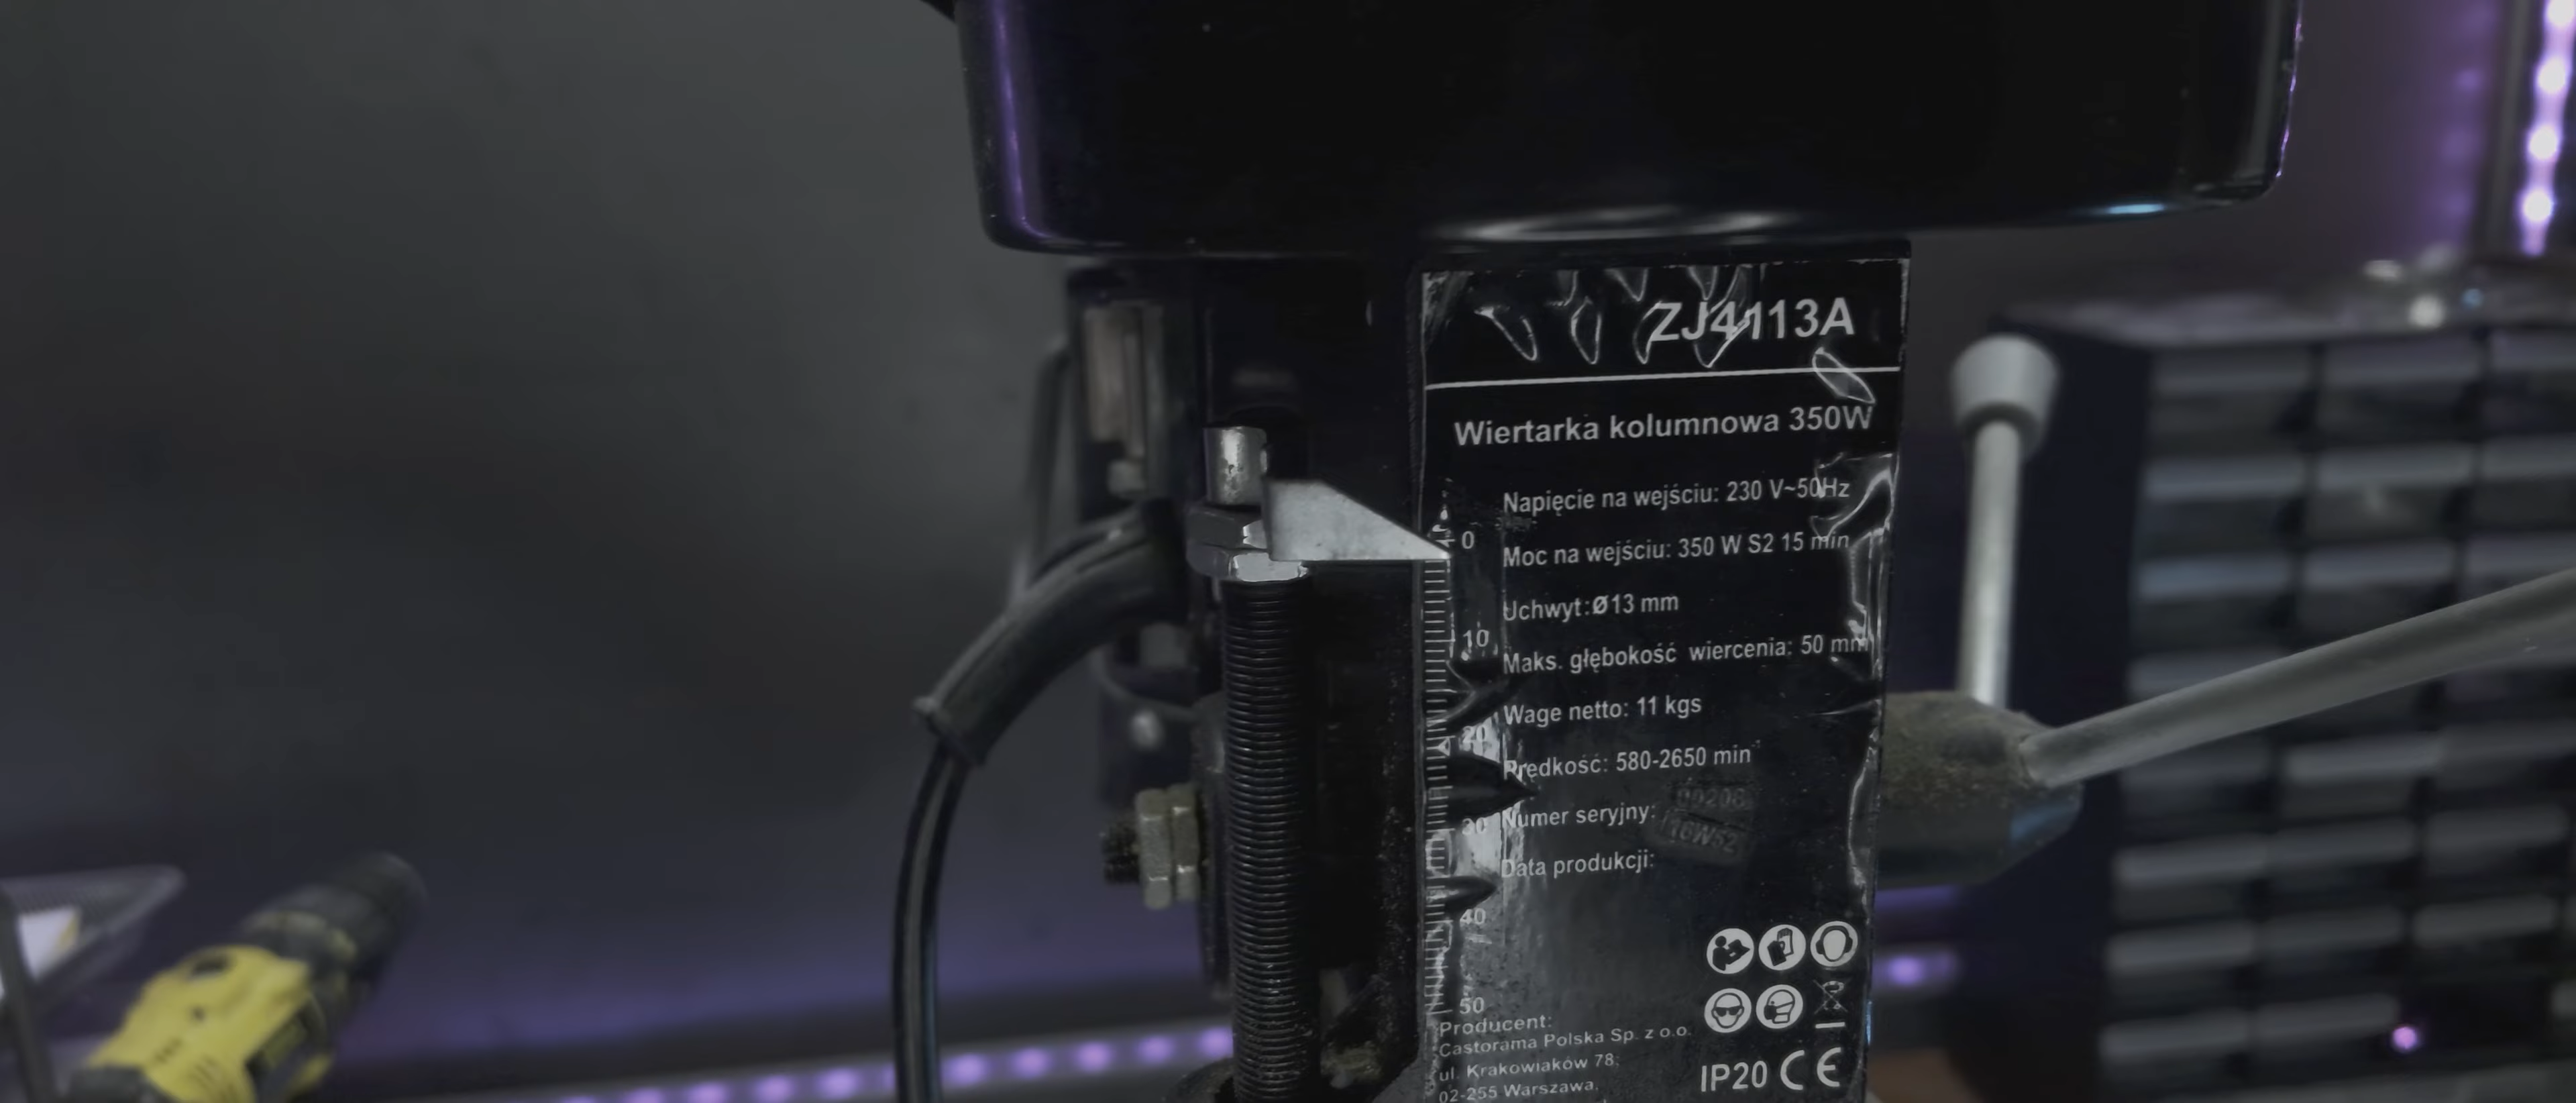 ZJ4113A
Wiertarka kolumnowa 350W
Napięcie na wejściu: 230 V~50Hz
0
Moc na wejściu: 350 W S2 15 min
Uchwyt:Ø13 mm
10
Maks. głębokość wiercenia: 50 mm
Wage netto: 11 kgs
20
Prędkość: 580-2650 min
30
Numer seryjny:
Data produkcji:
40
50
Producent:
Castorama Polska Sp. z o.o.
ul. Krakowiaków 78;
02-255 Warszawa.
IP20 CE